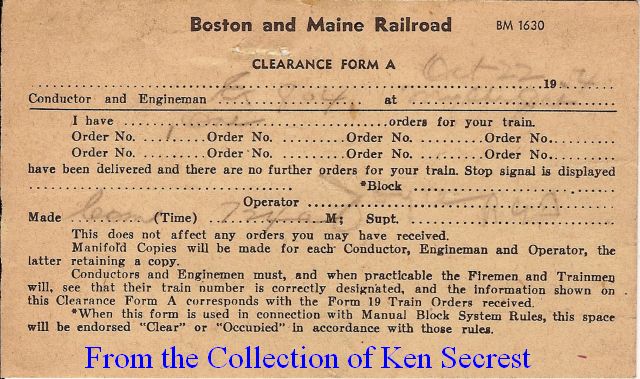 Boston and Maine Railroad BM 1630
CLEARANCE FORM A
Oct 22 19
Conductor and Engineman at
I have orders for your train.
Order No. Order No. Order No. Order No.
Order No. Order No. Order No. Order No.
have been delivered and there are no further orders for your train. Stop signal is displayed
*Block
Operator
Made (Time) M; Supt.
This does not affect any orders you may have received.
Manifold Copies will be made for each Conductor, Engineman and Operator, the
latter retaining a copy.
Conductors and Enginemen must, and when practicable the Firemen and Trainmen
will, see that their train number is correctly designated, and the information shown on
this Clearance Form A corresponds with the Form 19 Train Orders received.
*When this form is used in connection with Manual Block System Rules, this space
will be endorsed "Clear" or "Occupied" in accordance with those rules.
From the Collection of Ken Secrest